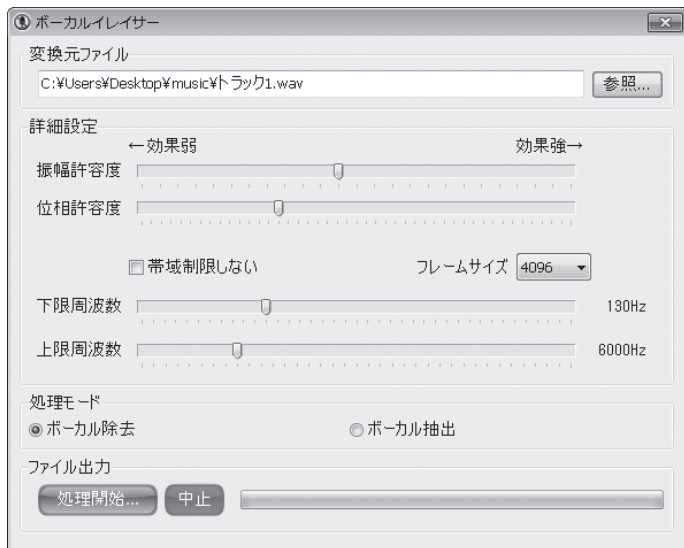 ボーカルイレイサー
変換元ファイル
C:¥Users¥Desktop¥music¥トラック1.wav
参照...
詳細設定
←効果弱 効果強→
振幅許容度
位相許容度
帯域制限しない フレームサイズ 4096
下限周波数 130Hz
上限周波数 6000Hz
処理モード
ボーカル除去 ボーカル抽出
ファイル出力
処理開始... 中止